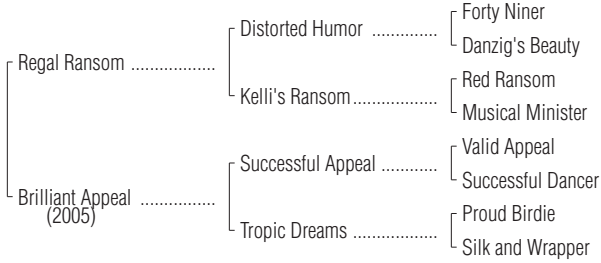 Forty Niner
Distorted Humor ..............
Danzig's Beauty
Regal Ransom ..................
Red Ransom
Kelli's Ransom..................
Musical Minister
Valid Appeal
Successful Appeal ............
Successful Dancer
Brilliant Appeal ................
(2005)
Proud Birdie
Tropic Dreams ..................
Silk and Wrapper